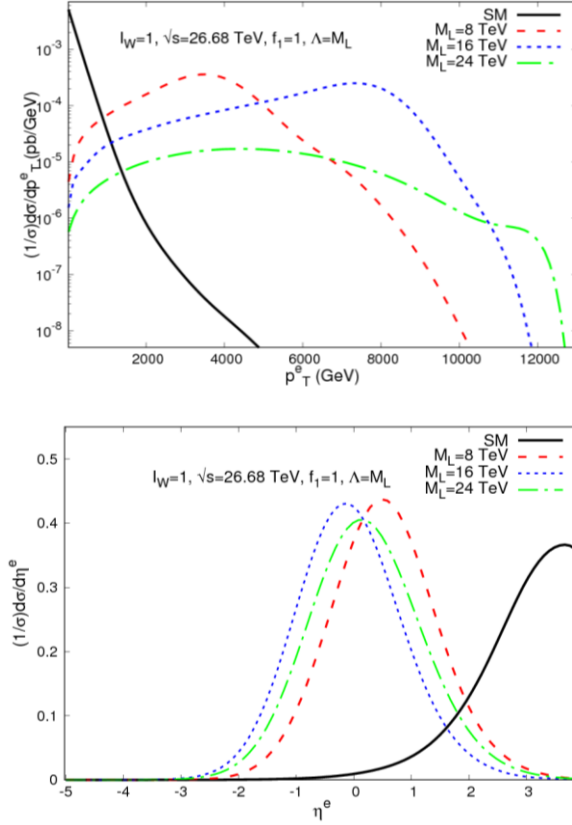 I_W=1, √s=26.68 TeV, f_1=1, Λ=M_L
SM
M_L=8 TeV
M_L=16 TeV
M_L=24 TeV
(1/σ)dσ/dp^e_T (pb/GeV)
10^-3
10^-4
10^-5
10^-6
10^-7
10^-8
2000 4000 6000 8000 10000 12000
p^e_T (GeV)
SM
M_L=8 TeV
M_L=16 TeV
M_L=24 TeV
I_W=1, √s=26.68 TeV, f_1=1, Λ=M_L
(1/σ)dσ/dη^e
0.5
0.4
0.3
0.2
0.1
0
-5 -4 -3 -2 -1 0 1 2 3
η^e